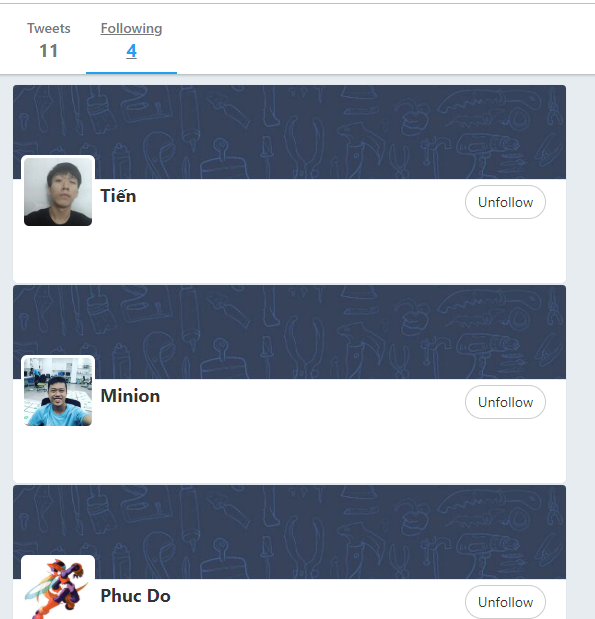 Tweets
Following
11
4
Tiến
Unfollow
Minion
Unfollow
Phuc Do
Unfollow